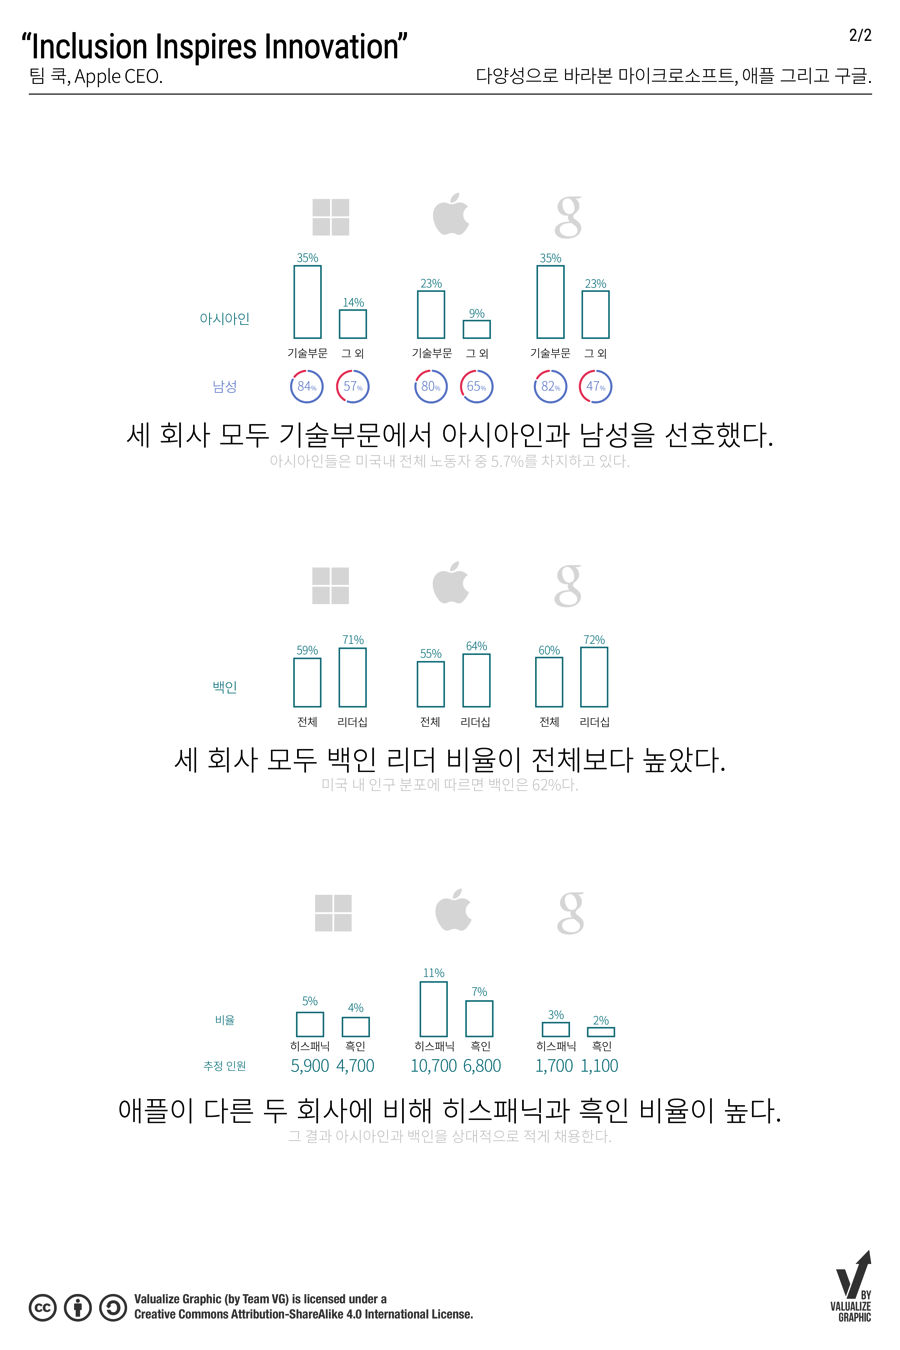 “Inclusion Inspires Innovation”
2/2
팀 쿡, Apple CEO.
다양성으로 바라본 마이크로소프트, 애플 그리고 구글.
35% 14% 23% 9% 35% 23%
아시아인
기술부문 그 외 기술부문 그 외 기술부문 그 외
남성 84% 57% 80% 65% 82% 47%
세 회사 모두 기술부문에서 아시아인과 남성을 선호했다.
아시아인들은 미국내 전체 노동자 중 5.7%를 차지하고 있다.
59% 71% 55% 64% 60% 72%
백인
전체 리더십 전체 리더십 전체 리더십
세 회사 모두 백인 리더 비율이 전체보다 높았다.
미국 내 인구 분포에 따르면 백인은 62%다.
5% 4% 11% 7% 3% 2%
비율
히스패닉 흑인 히스패닉 흑인 히스패닉 흑인
추정 인원 5,900 4,700 10,700 6,800 1,700 1,100
애플이 다른 두 회사에 비해 히스패닉과 흑인 비율이 높다.
그 결과 아시아인과 백인을 상대적으로 적게 채용한다.
cc
Valualize Graphic (by Team VG) is licensed under a
Creative Commons Attribution-ShareAlike 4.0 International License.
BY
VALUALIZE
GRAPHIC